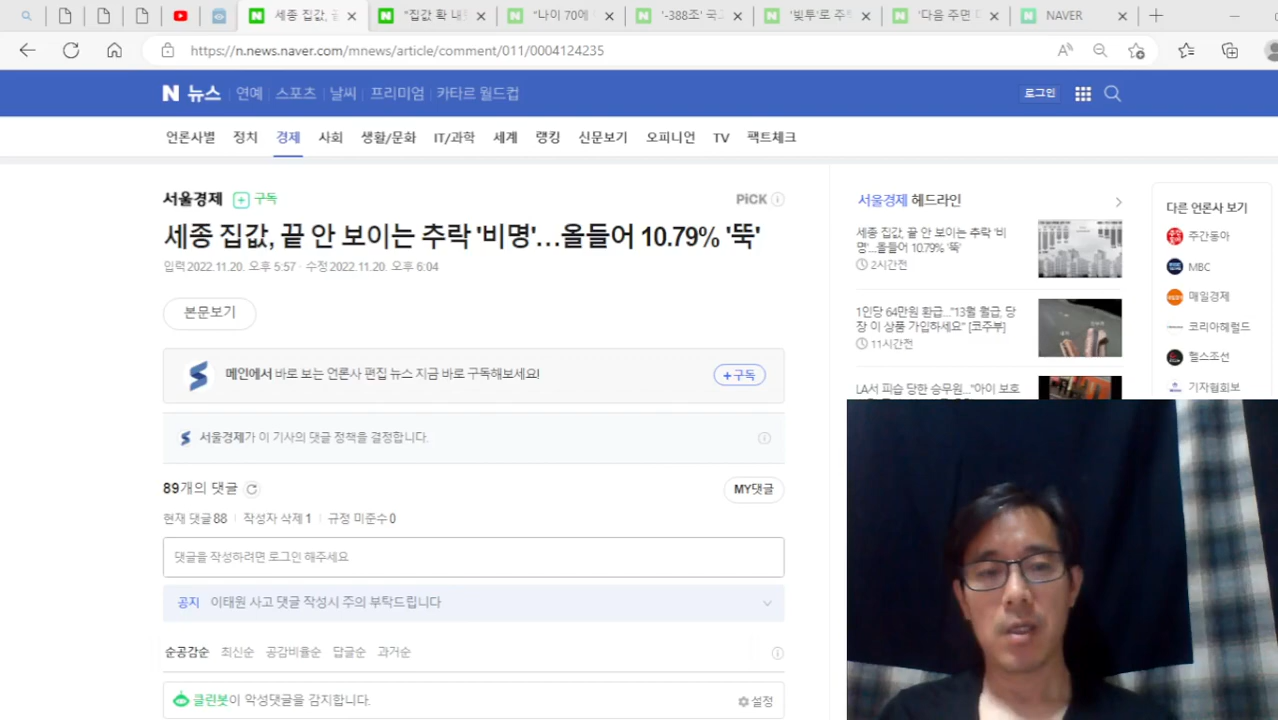 세종 집값,
"집값 확 내
"나이 70에
'-388조' 국
'빚투'로 주
'다음 주면
NAVER
https://n.news.naver.com/mnews/article/comment/011/0004124235
N 뉴스 연예 스포츠 날씨 프리미엄 카타르 월드컵
로그인
언론사별 정치 경제 사회 생활/문화 IT/과학 세계 랭킹 신문보기 오피니언 TV 팩트체크
서울경제 구독
PiCK
세종 집값, 끝 안 보이는 추락 '비명'…올들어 10.79% '뚝'
입력 2022.11.20. 오후 5:57 · 수정 2022.11.20. 오후 6:04
본문보기
메인에서 바로 보는 언론사 편집 뉴스 지금 바로 구독해보세요!
+구독
서울경제가 이 기사의 댓글 정책을 결정합니다.
89개의 댓글
MY댓글
현재 댓글 88 작성자 삭제 1 규정 미준수 0
댓글을 작성하려면 로그인 해주세요
공지 이태원 사고 댓글 작성시 주의 부탁드립니다
순공감순 최신순 공감비율순 답글순 과거순
클린봇이 악성댓글을 감지합니다.
설정
서울경제 헤드라인
세종 집값, 끝 안 보이는 추락 '비
명'…올들어 10.79% '뚝'
2시간전
1인당 64만원 환급…"13월 월급, 당
장 이 상품 가입하세요" [코주부]
11시간전
LA서 피습 당한 승무원…"아이 보호
다른 언론사 보기
주간동아
MBC
매일경제
코리아헤럴드
헬스조선
기자협회보